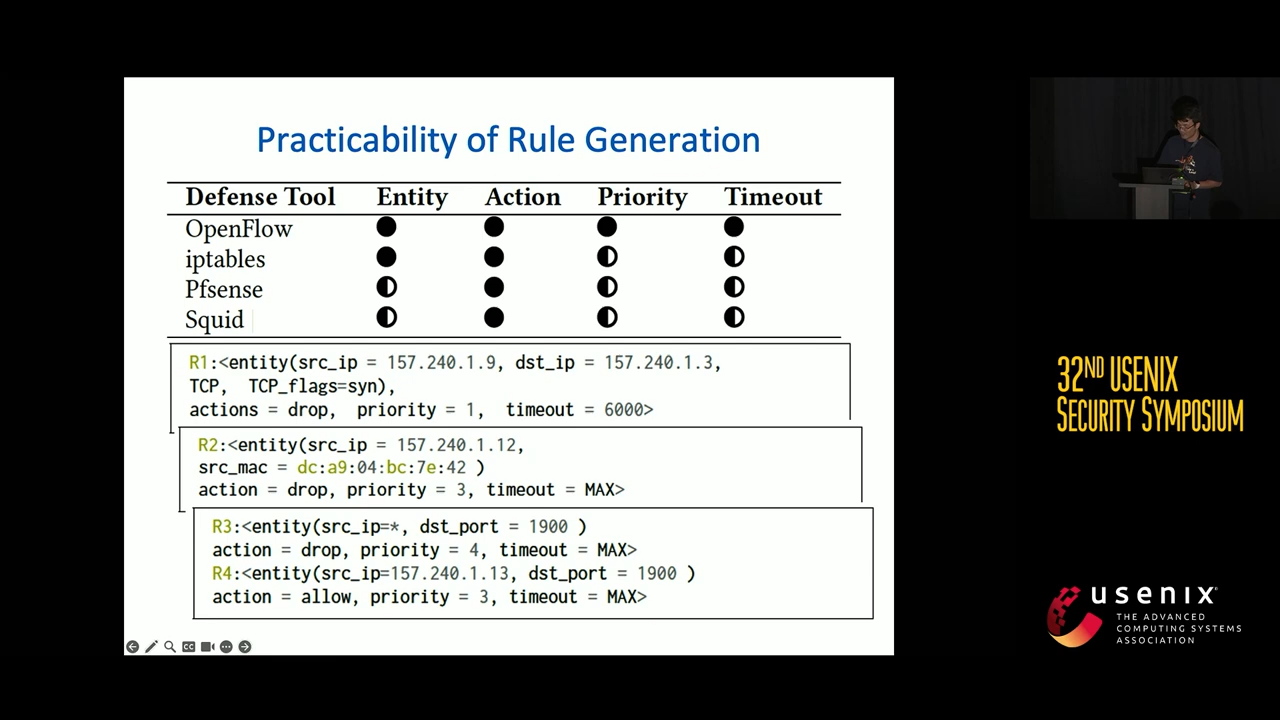 Practicability of Rule Generation
Defense Tool Entity Action Priority Timeout
OpenFlow
iptables
Pfsense
Squid
R1:<entity(src_ip = 157.240.1.9, dst_ip = 157.240.1.3,
TCP, TCP_flags=syn),
actions = drop, priority = 1, timeout = 6000>
R2:<entity(src_ip = 157.240.1.12,
src_mac = dc:a9:04:bc:7e:42 )
action = drop, priority = 3, timeout = MAX>
R3:<entity(src_ip=*, dst_port = 1900 )
action = drop, priority = 4, timeout = MAX>
R4:<entity(src_ip=157.240.1.13, dst_port = 1900 )
action = allow, priority = 3, timeout = MAX>
CC
32ND USENIX
SECURITY SYMPOSIUM
usenix
THE ADVANCED
COMPUTING SYSTEMS
ASSOCIATION